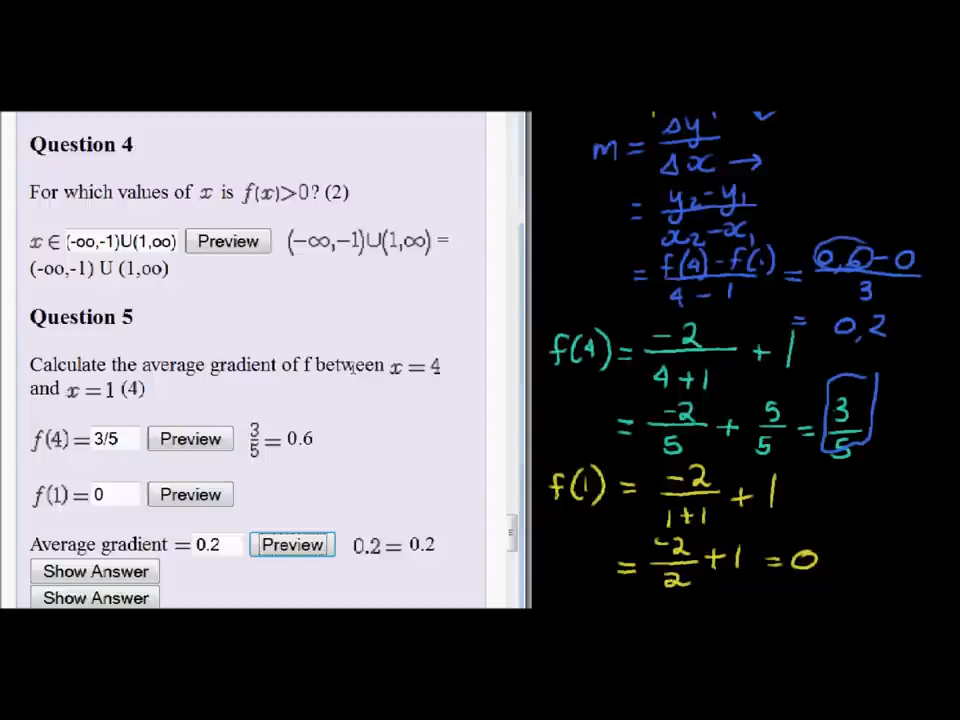 Question 4
For which values of x is f(x)>0? (2)
x ∈ (-oo,-1)U(1,oo) Preview (−∞,−1)∪(1,∞) =
(-oo,-1) U (1,oo)
Question 5
Calculate the average gradient of f between x = 4
and x = 1 (4)
f(4) = 3/5 Preview 3/5 = 0.6
f(1) = 0 Preview
Average gradient = 0.2 Preview 0.2 = 0.2
Show Answer
Show Answer
m = Δy/Δx →
= y₂-y₁/x₂-x₁
= f(4)-f(1)/4-1 = 0,6-0/3
= 0,2
f(4) = -2/4+1 + 1
= -2/5 + 5/5 = 3/5
f(1) = -2/1+1 + 1
= -2/2 + 1 = 0